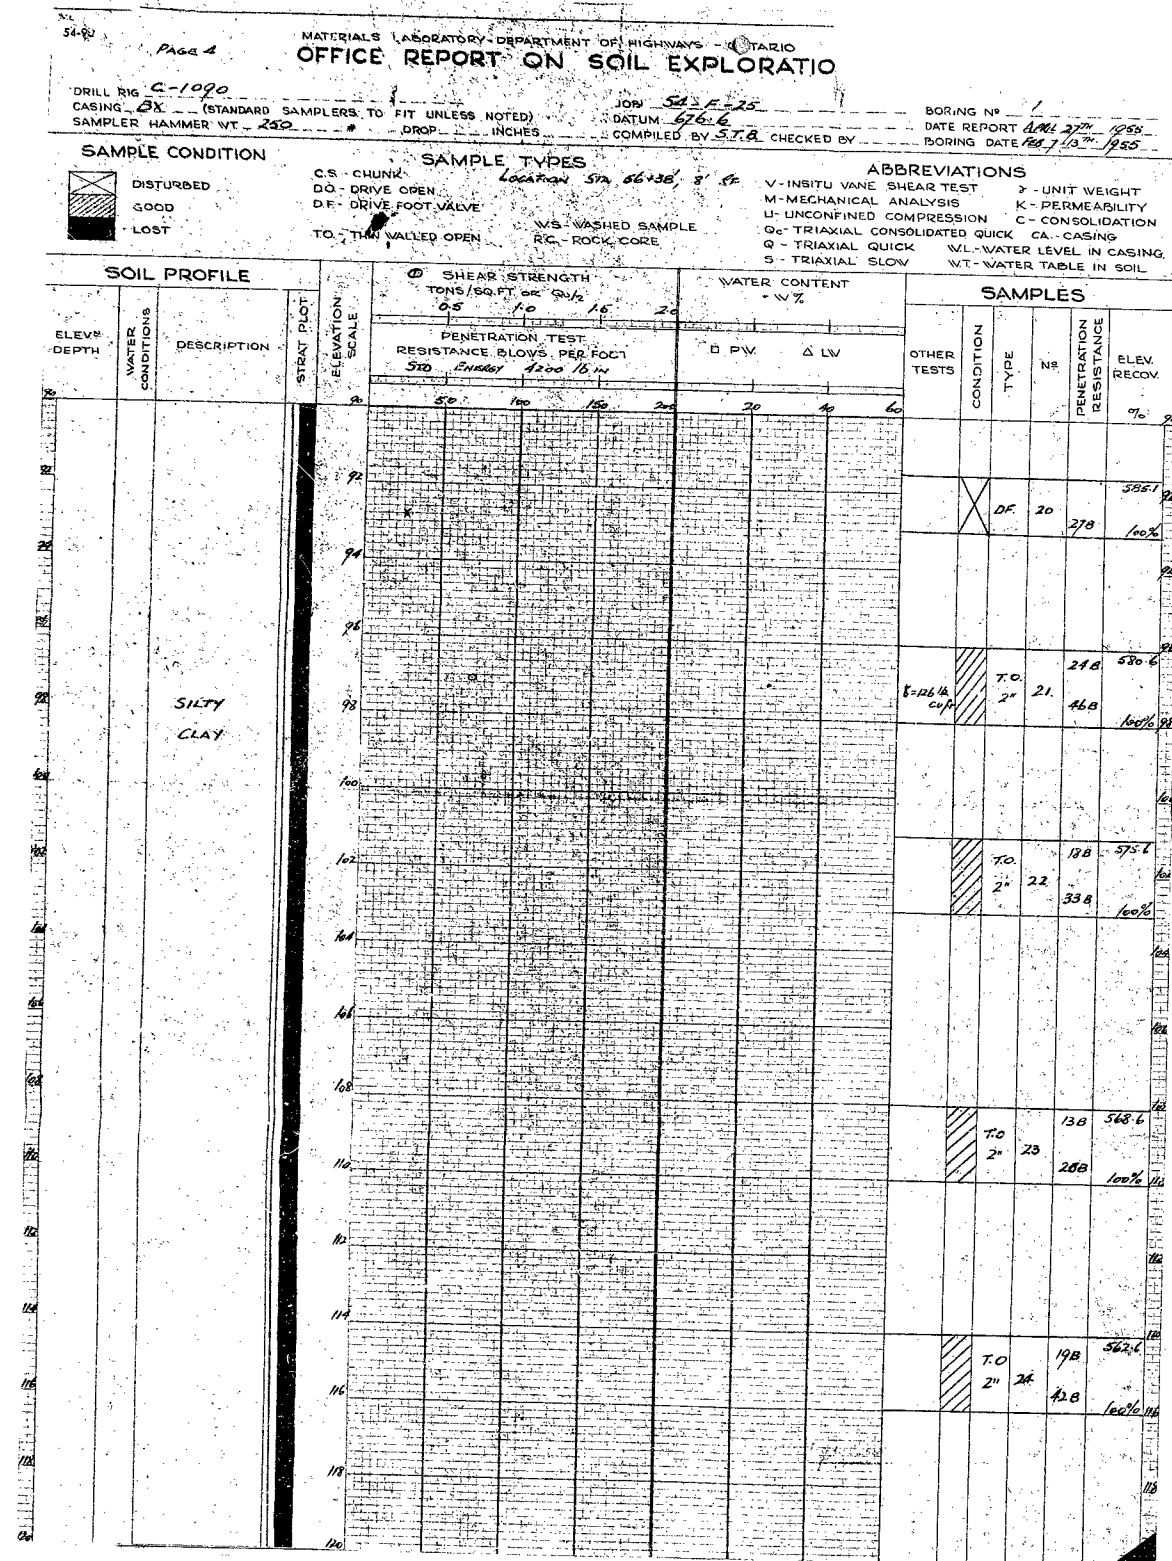 PAGE 4
MATERIALS LABORATORY - DEPARTMENT OF HIGHWAYS - ONTARIO
OFFICE REPORT ON SOIL EXPLORATIO
DRILL RIG C-1090
CASING BX (STANDARD SAMPLERS TO FIT UNLESS NOTED)
SAMPLER HAMMER WT. 250 # DROP INCHES
JOB 54-F-25
DATUM 676.6
COMPILED BY S.T.B. CHECKED BY
BORING Nº 1
DATE REPORT APRIL 27TH 1955
BORING DATE FEB 7-13TH 1955
SAMPLE CONDITION
DISTURBED
GOOD
LOST
SAMPLE TYPES
LOCATION STA 56+38, 8' RT
C.S. - CHUNK
D.O. - DRIVE OPEN
D.F. - DRIVE FOOT VALVE
T.O. - THIN WALLED OPEN
W.S. - WASHED SAMPLE
R.C. - ROCK CORE
ABBREVIATIONS
V - INSITU VANE SHEAR TEST
M - MECHANICAL ANALYSIS
U - UNCONFINED COMPRESSION
Qc - TRIAXIAL CONSOLIDATED QUICK
Q - TRIAXIAL QUICK
S - TRIAXIAL SLOW
γ - UNIT WEIGHT
K - PERMEABILITY
C - CONSOLIDATION
CA. - CASING
W.L. - WATER LEVEL IN CASING
W.T. - WATER TABLE IN SOIL
SOIL PROFILE
ELEVⁿ DEPTH
WATER CONDITIONS
DESCRIPTION
STRAT PLOT
ELEVATION SCALE
SHEAR STRENGTH
TONS/SQ.FT. OR QU/2
0.5 1.0 1.5 2.0
PENETRATION TEST
RESISTANCE BLOWS PER FOOT
STD ENERGY 4200 lb in
50 100 150 200
WATER CONTENT
- W %
□ PW △ LW
20 40 60
SAMPLES
OTHER TESTS
CONDITION
TYPE
Nº
PENETRATION RESISTANCE
ELEV. RECOV.
%
90
92
94
96
98
100
102
104
106
108
110
112
114
116
118
120
SILTY
CLAY
DF 20 27B 585.1 100%
γ=126 lb cu ft T.O. 2" 21 24B 46B 580.6 100%
T.O. 2" 22 18B 33B 575.6 100%
T.O 2" 23 13B 26B 568.6 100%
T.O 2" 24 19B 42B 562.6 100%